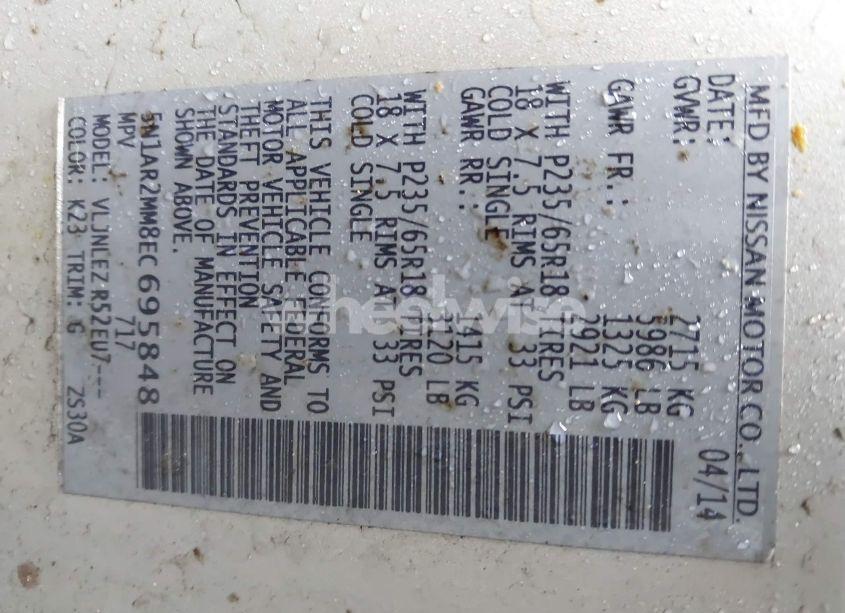 MFD BY NISSAN MOTOR CO., LTD.
DATE: 04/14
GVWR: 2715 KG
5986 LB
GAWR FR.: 1325 KG
2921 LB
WITH P235/65R18 TIRES
18 X 7.5 RIMS AT 33 PSI
COLD SINGLE
GAWR RR.: 1415 KG
3120 LB
WITH P235/65R18 TIRES
18 X 7.5 RIMS AT 33 PSI
COLD SINGLE
THIS VEHICLE CONFORMS TO
ALL APPLICABLE FEDERAL
MOTOR VEHICLE SAFETY AND
THEFT PREVENTION
STANDARDS IN EFFECT ON
THE DATE OF MANUFACTURE
SHOWN ABOVE.
5N1AR2MM8EC695848
MPV 717
MODEL: VLJNLEZ R52EU7---
COLOR: K23 TRIM: G ZS30A
wheelwise